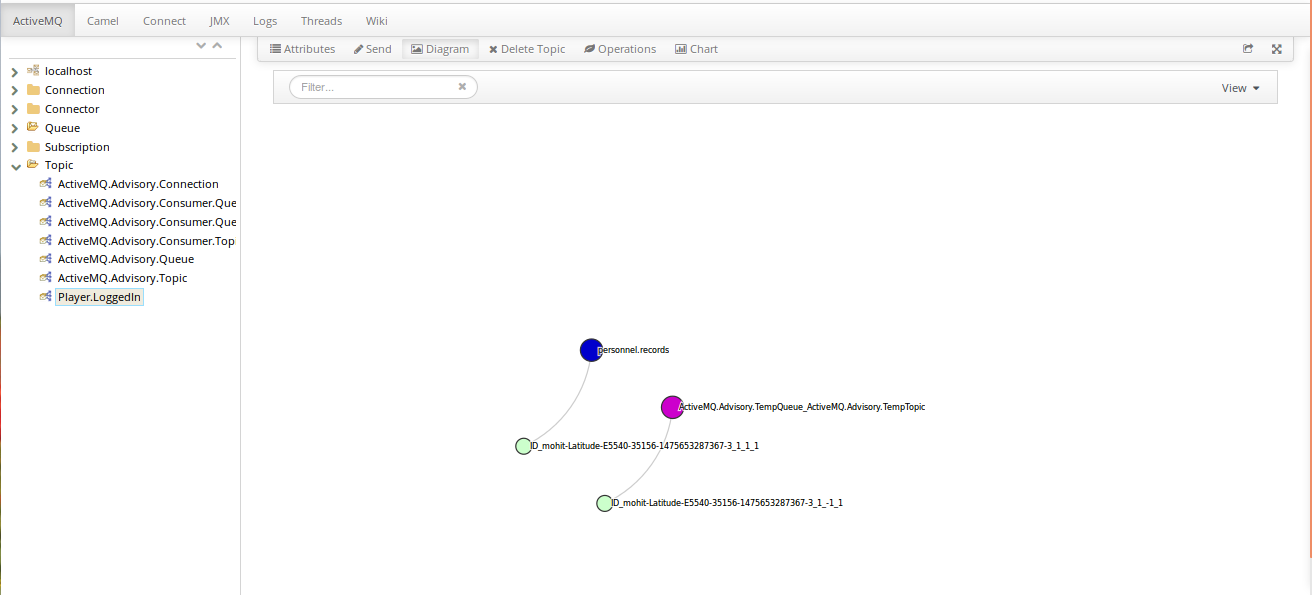 ActiveMQ Camel Connect JMX Logs Threads Wiki
Attributes Send Diagram Delete Topic Operations Chart
Filter...
View
localhost
Connection
Connector
Queue
Subscription
Topic
ActiveMQ.Advisory.Connection
ActiveMQ.Advisory.Consumer.Que
ActiveMQ.Advisory.Consumer.Que
ActiveMQ.Advisory.Consumer.Top
ActiveMQ.Advisory.Queue
ActiveMQ.Advisory.Topic
Player.LoggedIn
personnel.records
ActiveMQ.Advisory.TempQueue_ActiveMQ.Advisory.TempTopic
ID_mohit-Latitude-E5540-35156-1475653287367-3_1_1_1
ID_mohit-Latitude-E5540-35156-1475653287367-3_1_-1_1